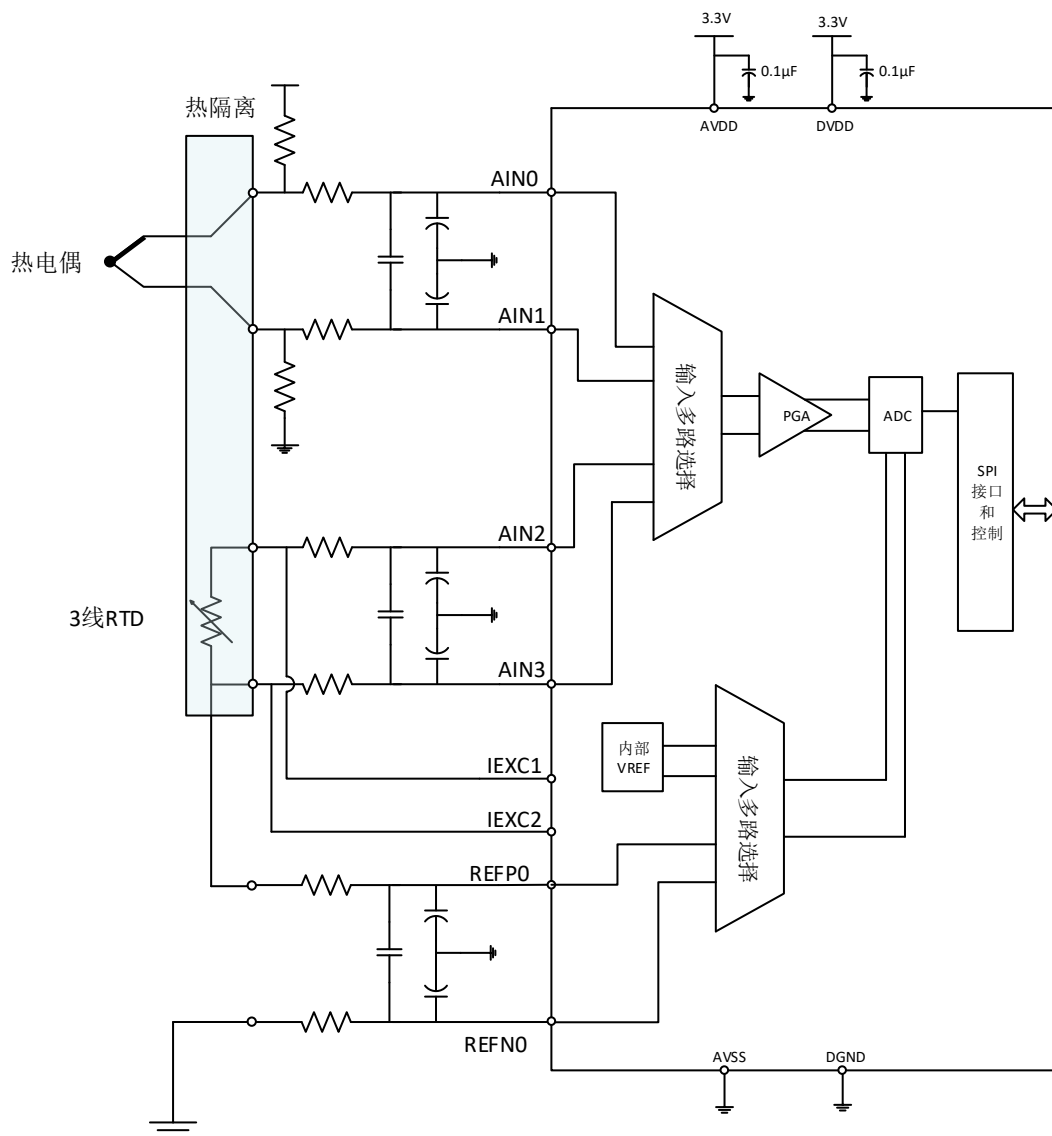 3.3V
3.3V
0.1μF
0.1μF
热隔离
AVDD
DVDD
AIN0
热电偶
AIN1
输入多路选择
PGA
ADC
SPI
接口
和
控制
AIN2
3线RTD
AIN3
内部
VREF
输入多路选择
IEXC1
IEXC2
REFP0
REFN0
AVSS
DGND